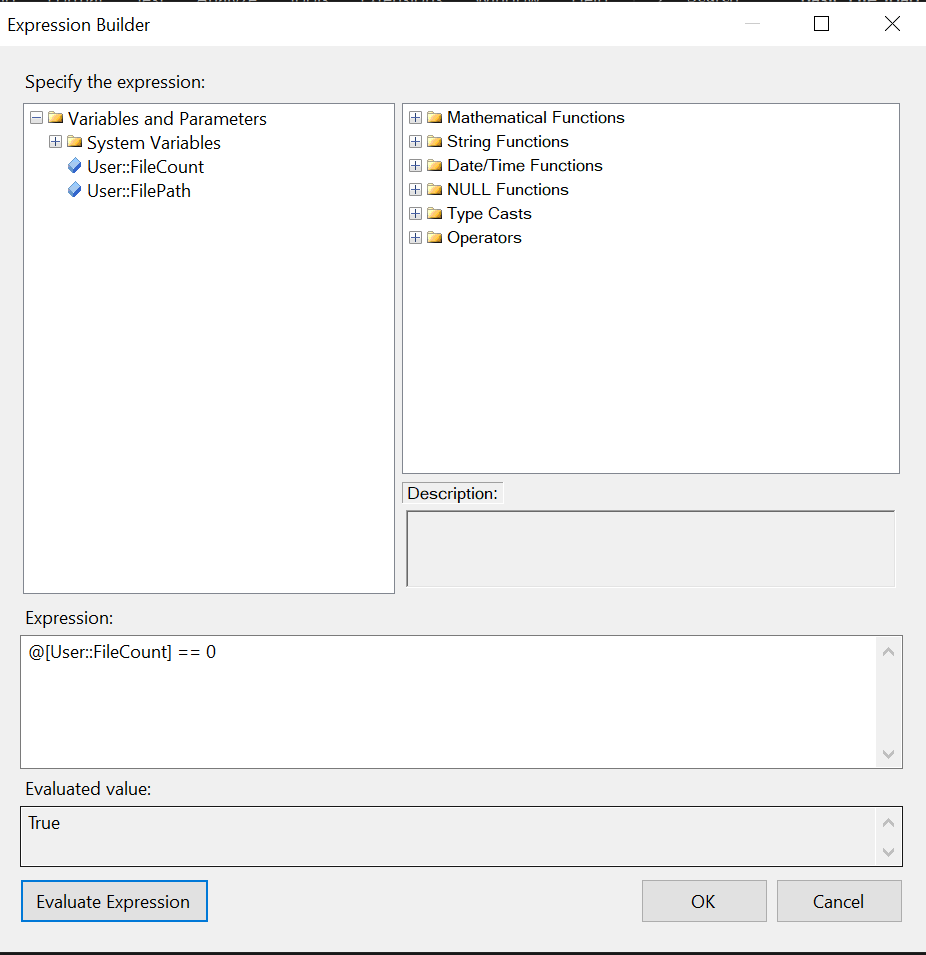 Expression Builder
Specify the expression:
Variables and Parameters
System Variables
User::FileCount
User::FilePath
Mathematical Functions
String Functions
Date/Time Functions
NULL Functions
Type Casts
Operators
Description:
Expression:
@[User::FileCount] == 0
Evaluated value:
True
Evaluate Expression
OK
Cancel